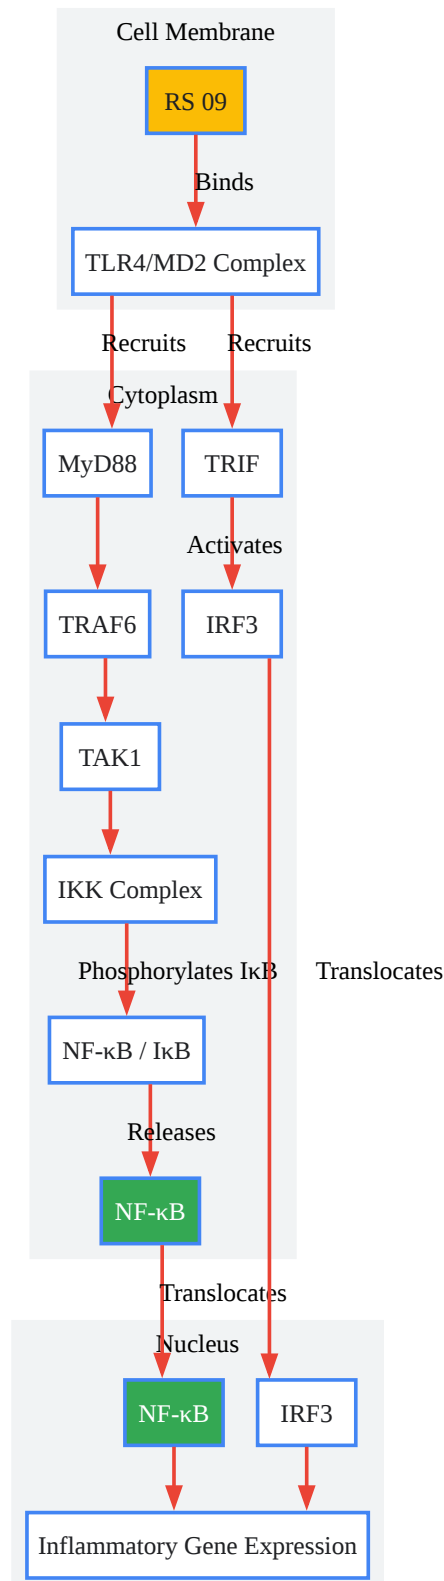 Cell Membrane
RS 09
Binds
TLR4/MD2 Complex
Recruits Recruits
Cytoplasm
MyD88 TRIF
Activates
TRAF6 IRF3
TAK1
IKK Complex
Phosphorylates IκB Translocates
NF-κB / IκB
Releases
NF-κB
Translocates
Nucleus
NF-κB IRF3
Inflammatory Gene Expression